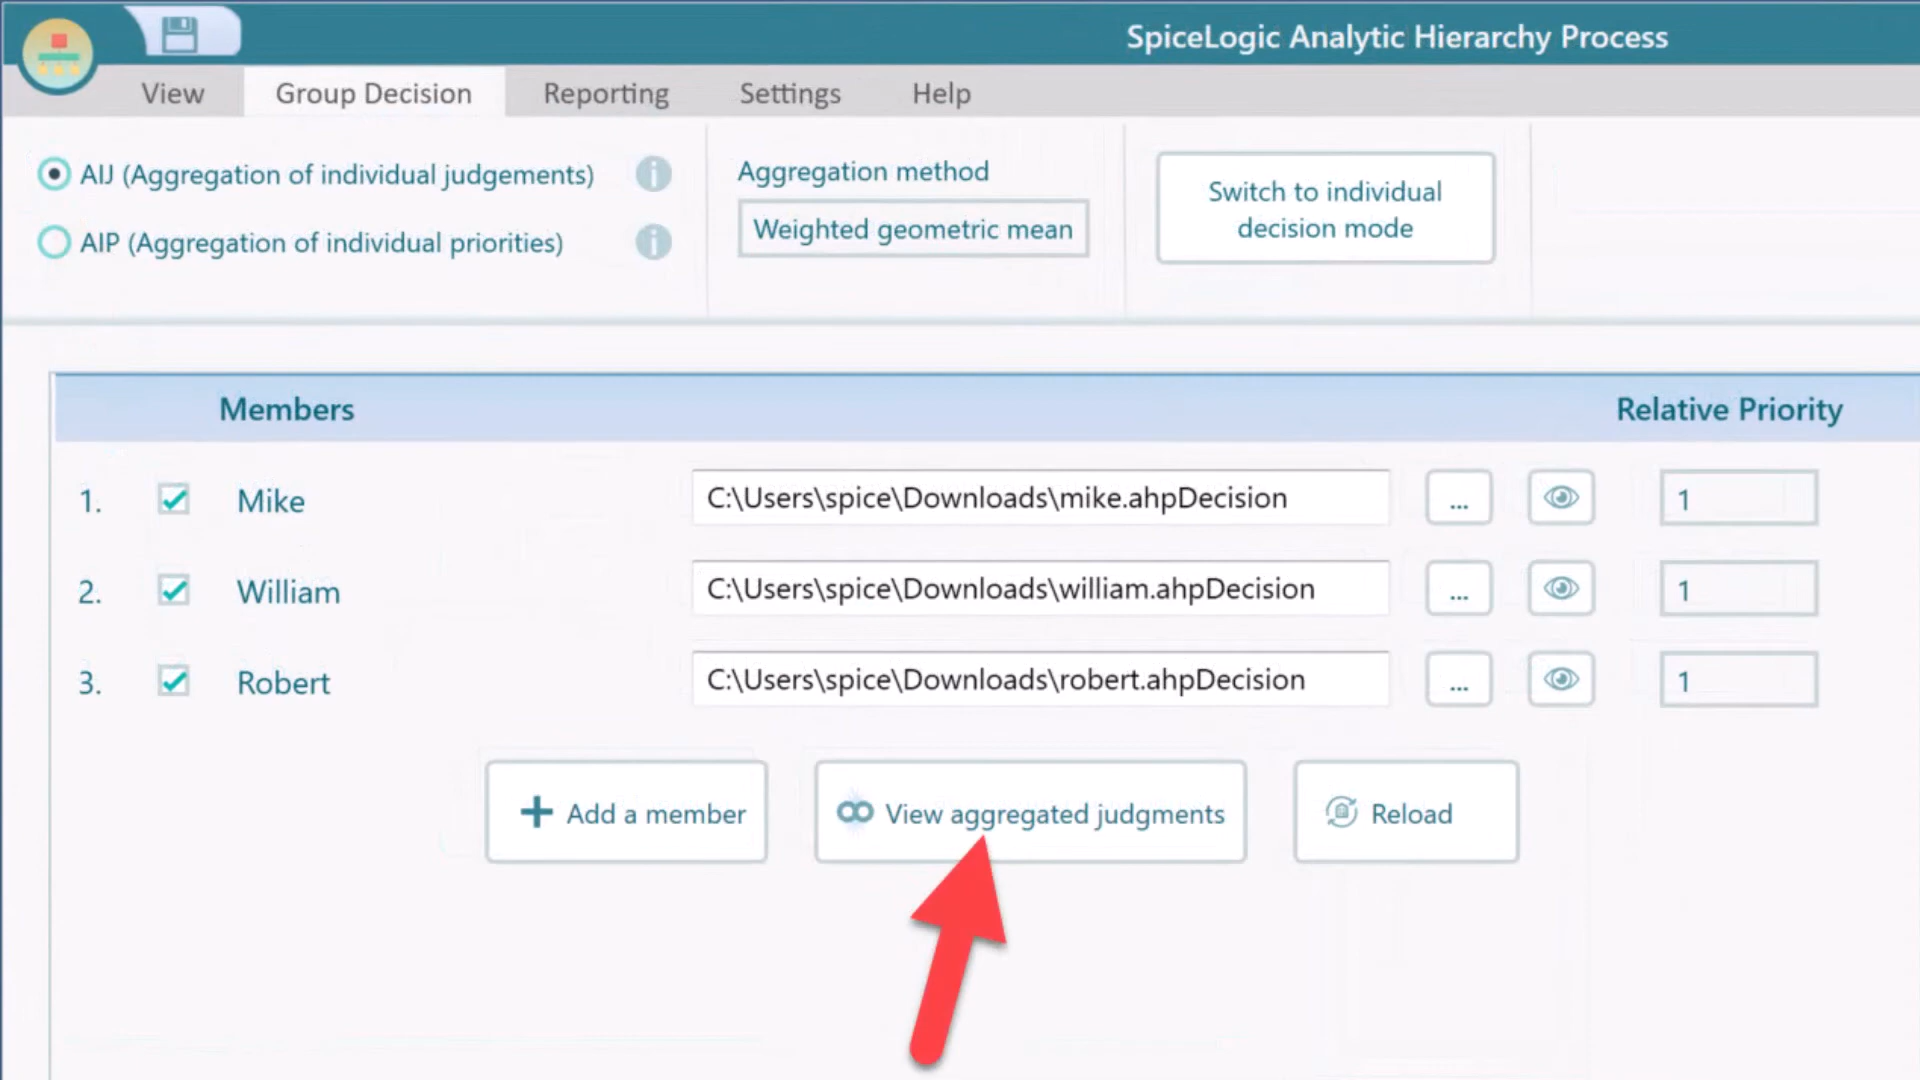 SpiceLogic Analytic Hierarchy Process
View Group Decision Reporting Settings Help
AIJ (Aggregation of individual judgements)
AIP (Aggregation of individual priorities)
Aggregation method
Weighted geometric mean
Switch to individual
decision mode
Members Relative Priority
1. Mike C:\Users\spice\Downloads\mike.ahpDecision ... 1
2. William C:\Users\spice\Downloads\william.ahpDecision ... 1
3. Robert C:\Users\spice\Downloads\robert.ahpDecision ... 1
Add a member View aggregated judgments Reload